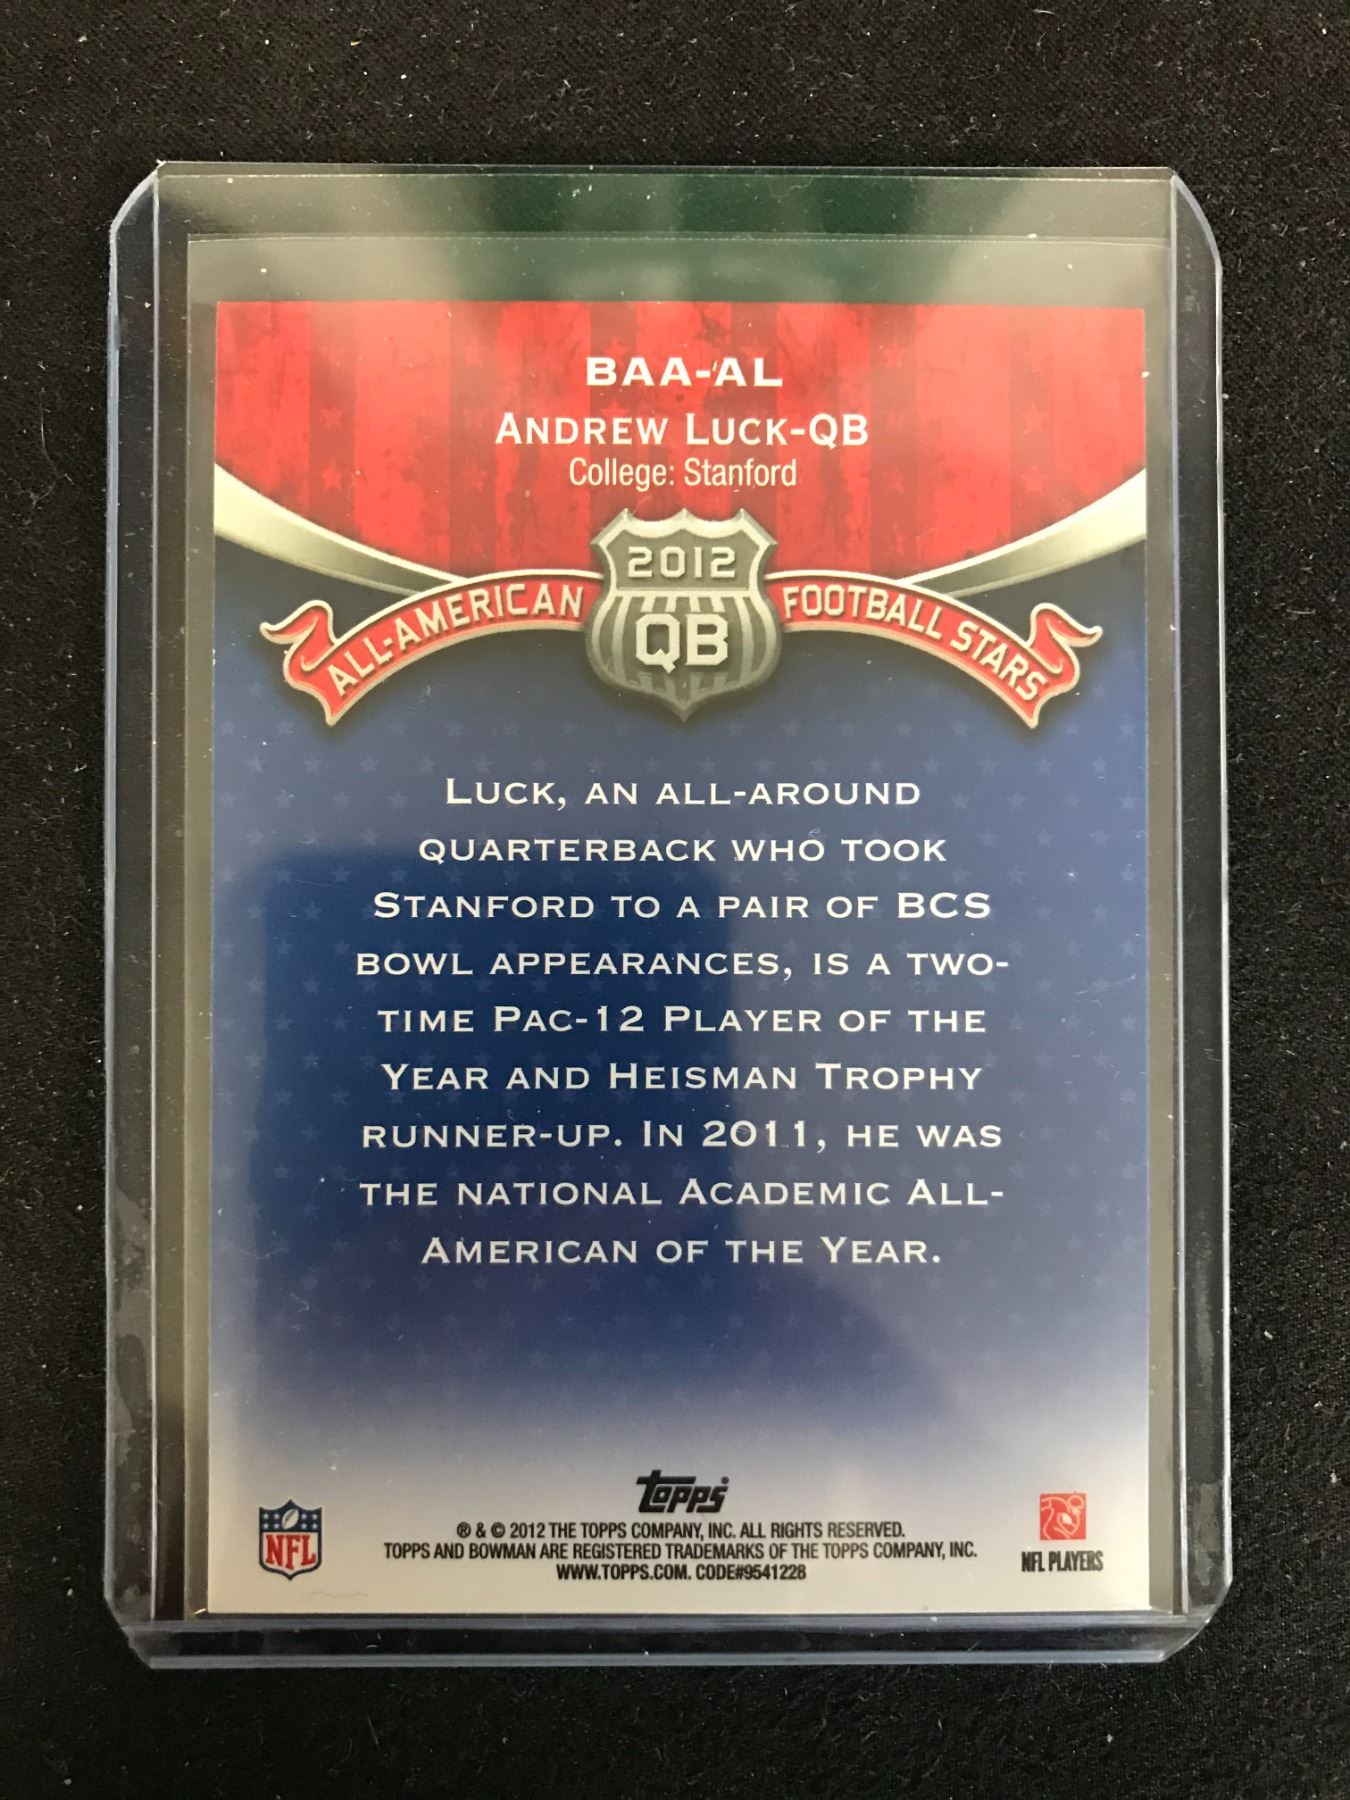 BAA-AL
Andrew Luck-QB
College: Stanford
2012
ALL-AMERICAN QB FOOTBALL STARS
Luck, an all-around
quarterback who took
Stanford to a pair of BCS
bowl appearances, is a two-
time Pac-12 Player of the
Year and Heisman Trophy
runner-up. In 2011, he was
the national Academic All-
American of the Year.
Topps
® & © 2012 THE TOPPS COMPANY, INC. ALL RIGHTS RESERVED.
TOPPS AND BOWMAN ARE REGISTERED TRADEMARKS OF THE TOPPS COMPANY, INC.
WWW.TOPPS.COM. CODE#9541228
NFL
NFL PLAYERS